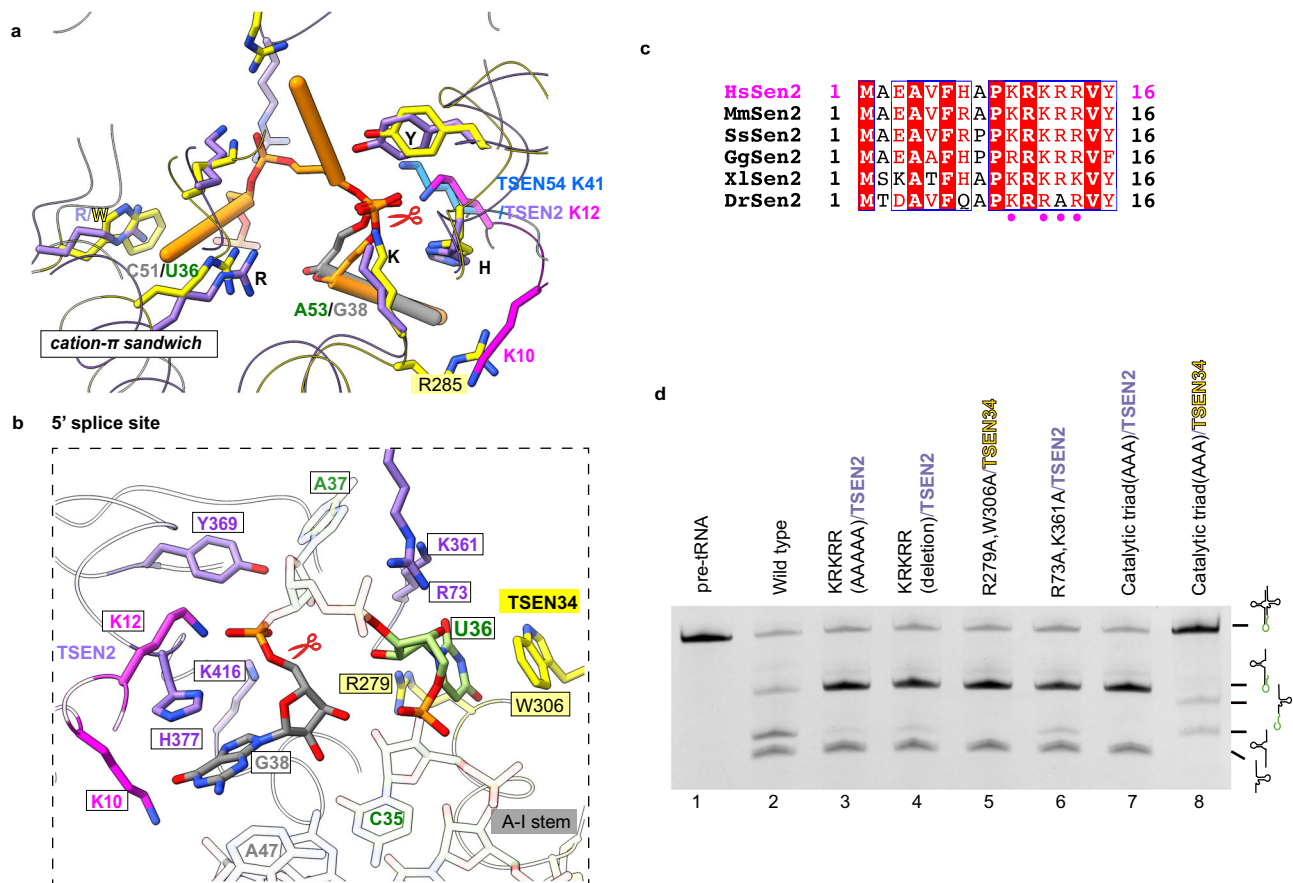 a
Y
TSEN54 K41
/TSEN2 K12
R/W
K
H
C51/U36
R
A53/G38
cation-π sandwich
K10
R285
c
HsSen2 1 MAEAVFHAPKRKRRVY 16
MmSen2 1 MAEAVFRAPKRKRRVY 16
SsSen2 1 MAEAVFRPPKRKRRVY 16
GgSen2 1 MAEAAFHPPRRKRRVF 16
XlSen2 1 MSKATFHAPKRKRKVY 16
DrSen2 1 MTDAVFQAPKRKARVY 16
b 5' splice site
A37
Y369
K361
R73
K12
TSEN34
TSEN2
U36
K416
R279
W306
H377
G38
K10
C35
A-I stem
A47
d
pre-tRNA
Wild type
KRKRR
(AAAAA)/TSEN2
KRKRR
(deletion)/TSEN2
R279A,W306A/TSEN34
R73A,K361A/TSEN2
Catalytic triad(AAA)/TSEN2
Catalytic triad(AAA)/TSEN34
1 2 3 4 5 6 7 8